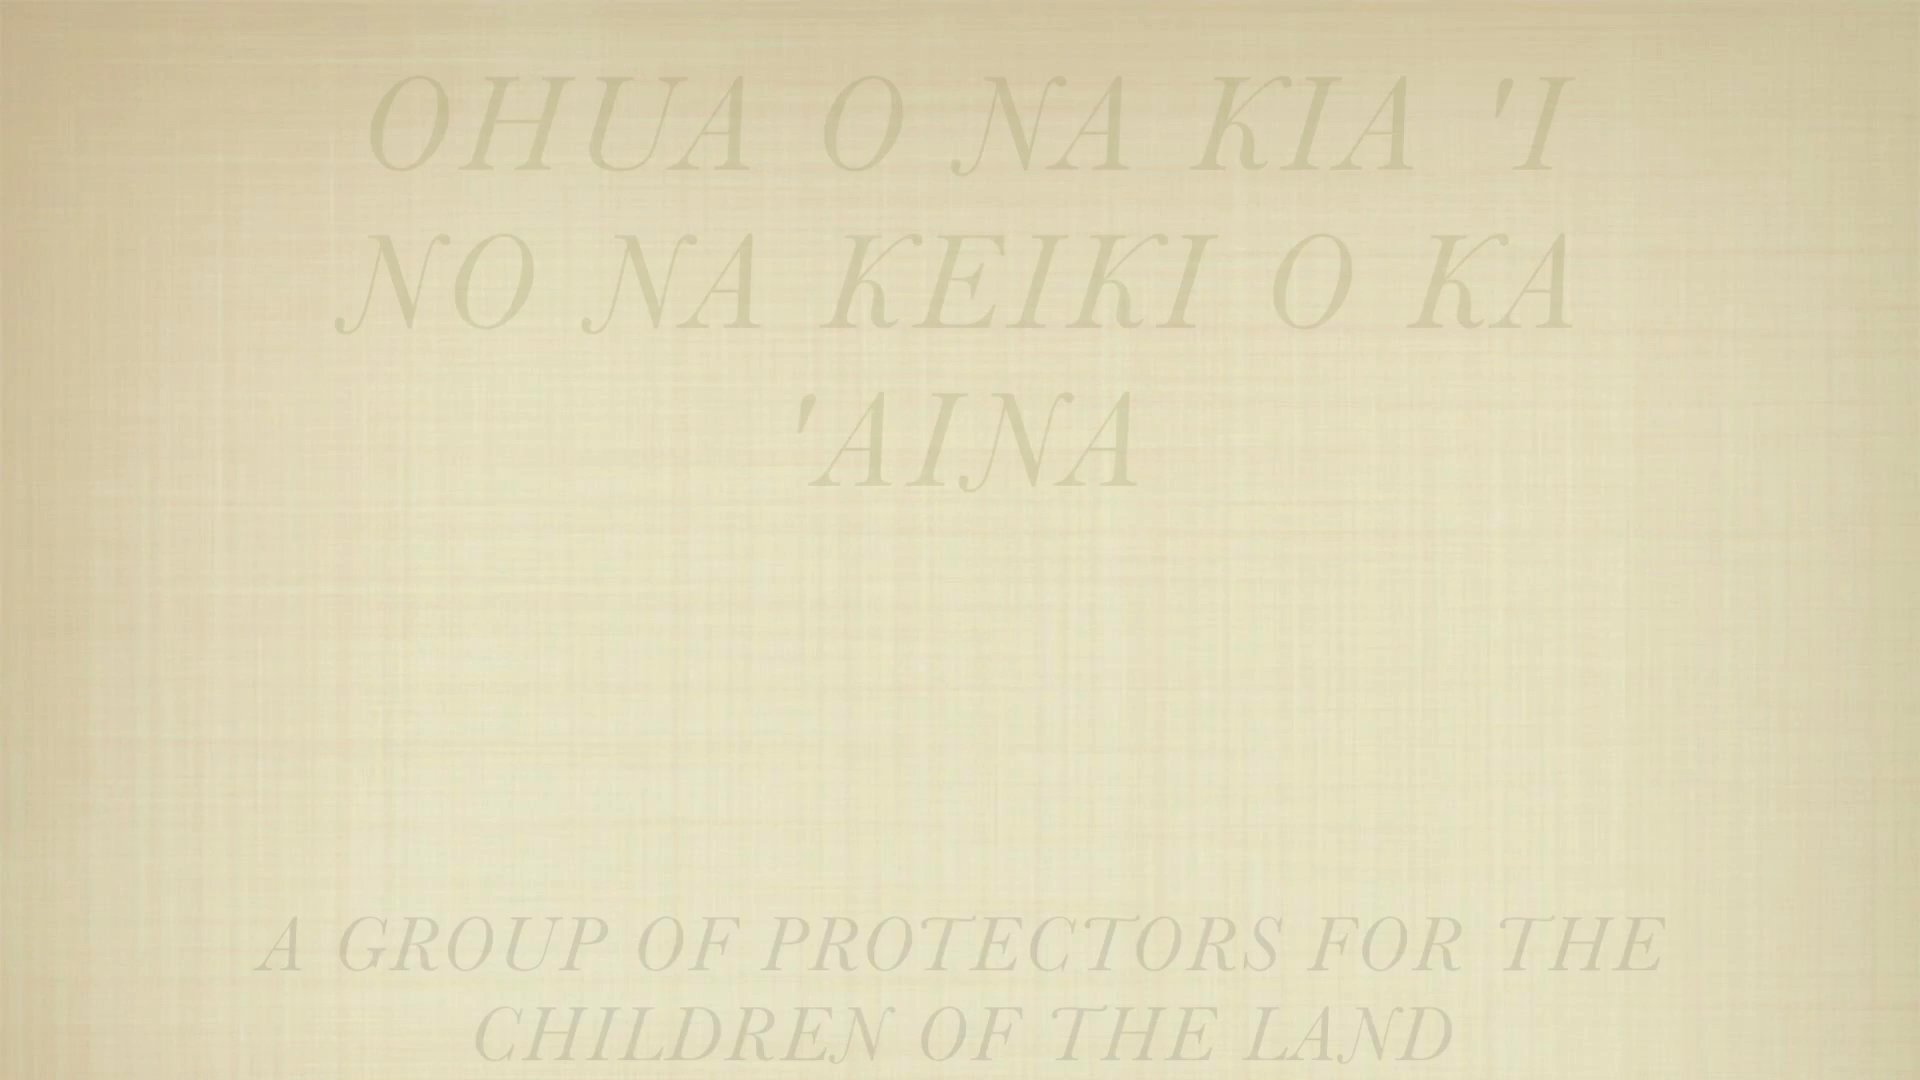 OHUA O NA KIA 'I
NO NA KEIKI O KA
'AINA
A GROUP OF PROTECTORS FOR THE
CHILDREN OF THE LAND